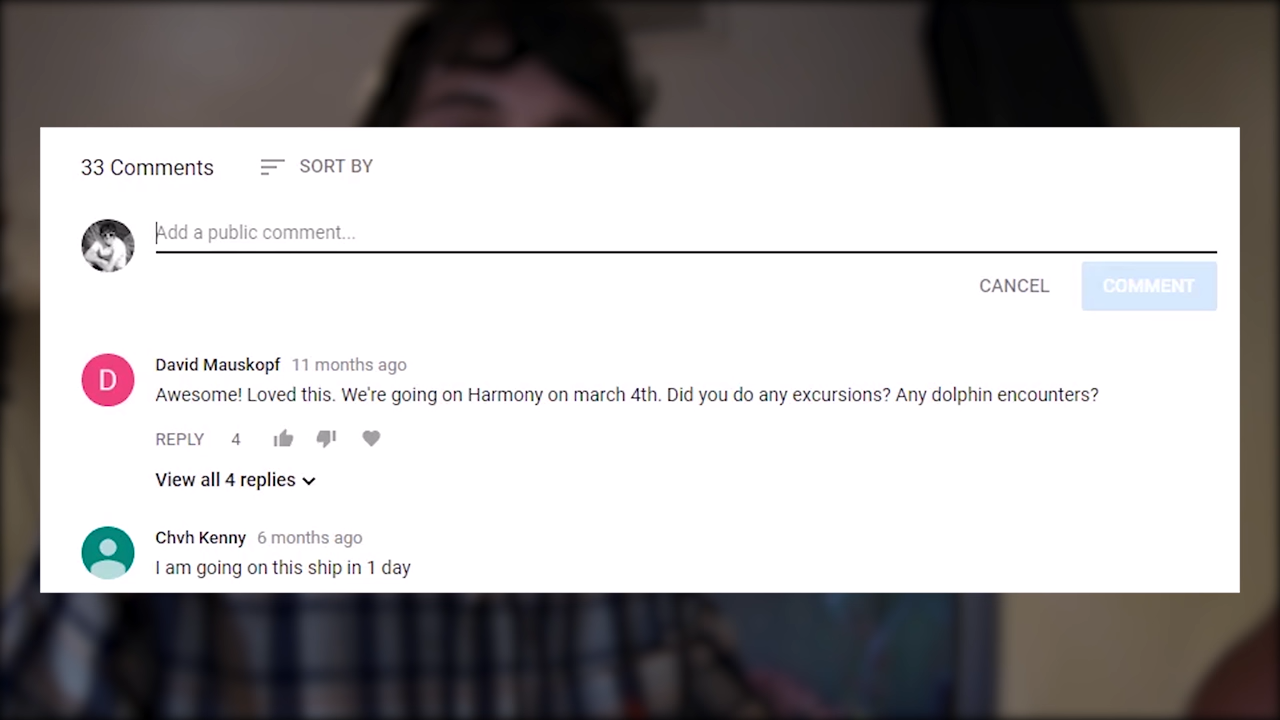 33 Comments SORT BY
Add a public comment...
CANCEL COMMENT
D David Mauskopf 11 months ago
Awesome! Loved this. We're going on Harmony on march 4th. Did you do any excursions? Any dolphin encounters?
REPLY 4
View all 4 replies
Chvh Kenny 6 months ago
I am going on this ship in 1 day